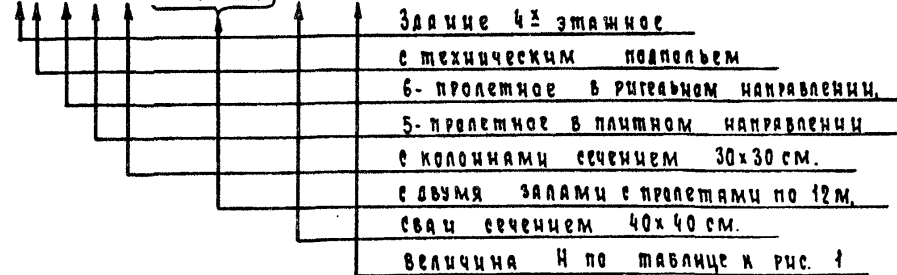 Здание 4х этажное
с техническим подпольем
6- пролетное в ригельном направлении,
5- пролетное в плитном направлении
с колоннами сечением 30х30 см.
с двумя залами с пролетами по 12м,
сваи сечением 40х40 см.
величина Н по таблице к рис. 1